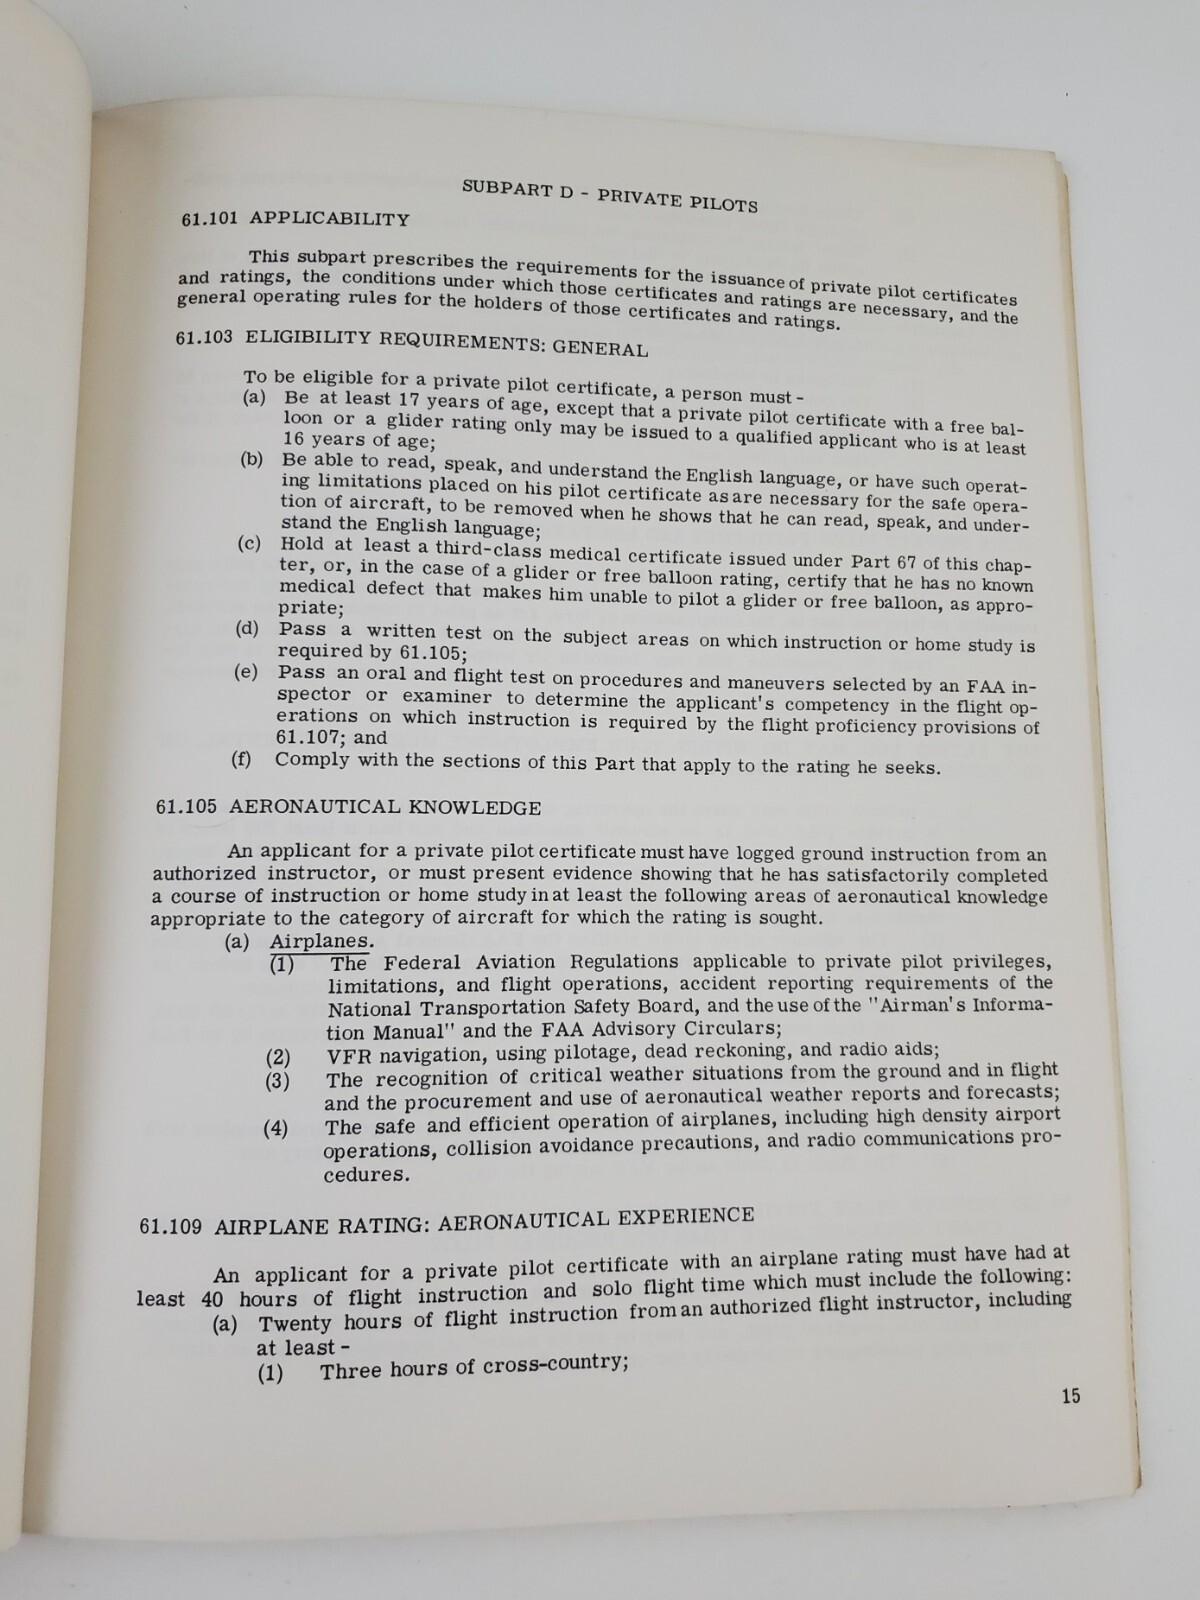 SUBPART D - PRIVATE PILOTS
61.101 APPLICABILITY
This subpart prescribes the requirements for the issuance of private pilot certificates
and ratings, the conditions under which those certificates and ratings are necessary, and the
general operating rules for the holders of those certificates and ratings.
61.103 ELIGIBILITY REQUIREMENTS: GENERAL
To be eligible for a private pilot certificate, a person must -
(a) Be at least 17 years of age, except that a private pilot certificate with a free bal-
loon or a glider rating only may be issued to a qualified applicant who is at least
16 years of age;
(b) Be able to read, speak, and understand the English language, or have such operat-
ing limitations placed on his pilot certificate as are necessary for the safe opera-
tion of aircraft, to be removed when he shows that he can read, speak, and under-
stand the English language;
(c) Hold at least a third-class medical certificate issued under Part 67 of this chap-
ter, or, in the case of a glider or free balloon rating, certify that he has no known
medical defect that makes him unable to pilot a glider or free balloon, as appro-
priate;
(d) Pass a written test on the subject areas on which instruction or home study is
required by 61.105;
(e) Pass an oral and flight test on procedures and maneuvers selected by an FAA in-
spector or examiner to determine the applicant's competency in the flight op-
erations on which instruction is required by the flight proficiency provisions of
61.107; and
(f) Comply with the sections of this Part that apply to the rating he seeks.
61.105 AERONAUTICAL KNOWLEDGE
An applicant for a private pilot certificate must have logged ground instruction from an
authorized instructor, or must present evidence showing that he has satisfactorily completed
a course of instruction or home study in at least the following areas of aeronautical knowledge
appropriate to the category of aircraft for which the rating is sought.
(a) Airplanes.
(1) The Federal Aviation Regulations applicable to private pilot privileges,
limitations, and flight operations, accident reporting requirements of the
National Transportation Safety Board, and the use of the "Airman's Informa-
tion Manual" and the FAA Advisory Circulars;
(2) VFR navigation, using pilotage, dead reckoning, and radio aids;
(3) The recognition of critical weather situations from the ground and in flight
and the procurement and use of aeronautical weather reports and forecasts;
(4) The safe and efficient operation of airplanes, including high density airport
operations, collision avoidance precautions, and radio communications pro-
cedures.
61.109 AIRPLANE RATING: AERONAUTICAL EXPERIENCE
An applicant for a private pilot certificate with an airplane rating must have had at
least 40 hours of flight instruction and solo flight time which must include the following:
(a) Twenty hours of flight instruction from an authorized flight instructor, including
at least -
(1) Three hours of cross-country;
15